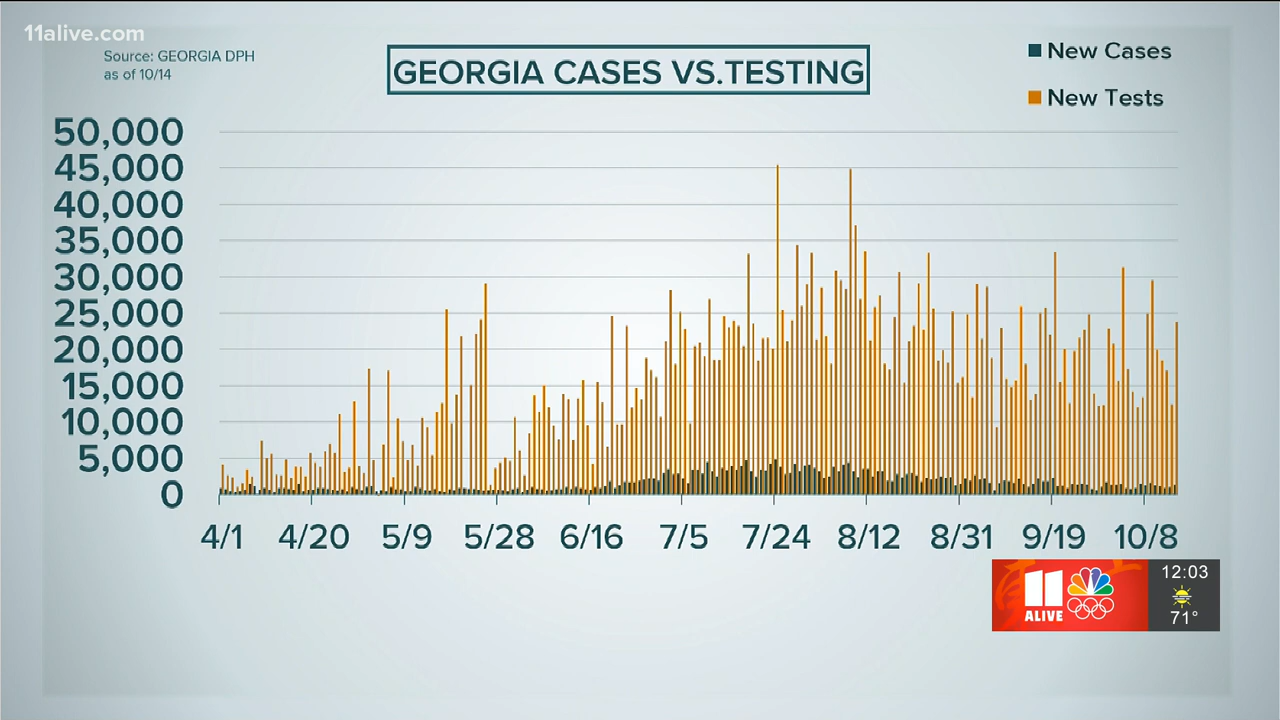 11alive.com
Source: GEORGIA DPH
as of 10/14
GEORGIA CASES VS.TESTING
New Cases
New Tests
50,000
45,000
40,000
35,000
30,000
25,000
20,000
15,000
10,000
5,000
0
4/1 4/20 5/9 5/28 6/16 7/5 7/24 8/12 8/31 9/19 10/8
11
ALIVE
12:03
71°